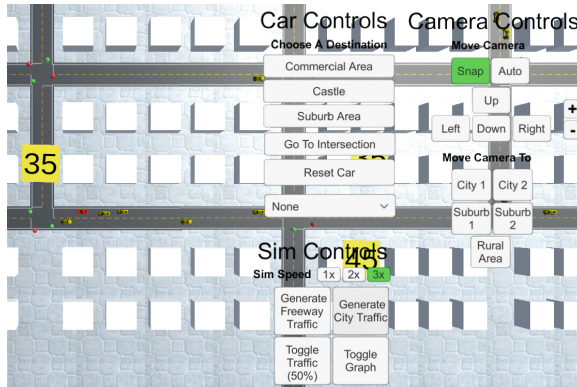 Car Controls
Camera Controls
Choose A Destination
Move Camera
Commercial Area
Snap
Auto
Castle
Up
Suburb Area
+
Left
Down
Right
-
Go To Intersection
35
Move Camera To
Reset Car
City 1
City 2
None
Suburb 1
Suburb 2
Sim Controls
45
Rural Area
Sim Speed
1x
2x
3x
Generate Freeway Traffic
Generate City Traffic
Toggle Traffic (50%)
Toggle Graph